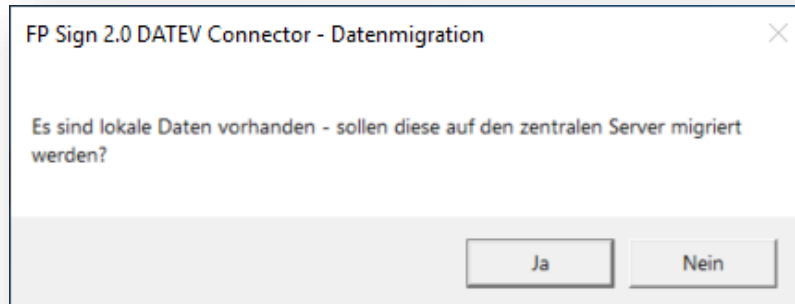 FP Sign 2.0 DATEV Connector - Datenmigration
Es sind lokale Daten vorhanden - sollen diese auf den zentralen Server migriert
werden?
Ja
Nein